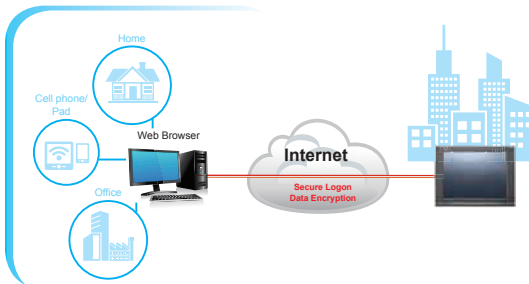 Home
Cell phone/
Pad
Web Browser
Internet
Secure Logon
Data Encryption
Office